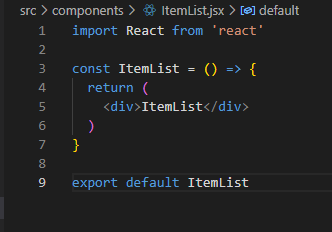 src > components > ItemList.jsx > default
1 import React from 'react'
2
3 const ItemList = () => {
4   return (
5     <div>ItemList</div>
6   )
7 }
8
9 export default ItemList